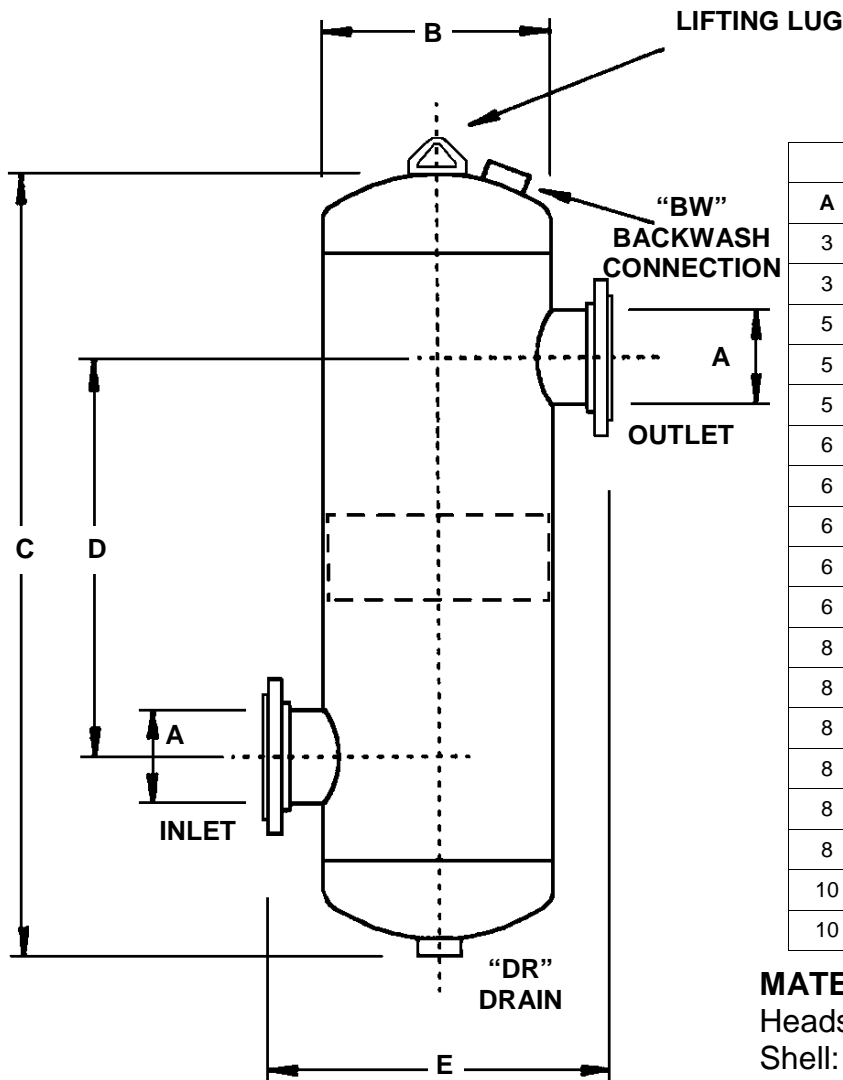 B
LIFTING LUG
“BW”
BACKWASH
CONNECTION
A
OUTLET
C
D
A
INLET
“DR”
DRAIN
E
A
3
3
5
5
5
6
6
6
6
6
8
8
8
8
8
8
10
10
MATE
Heads
Shell: